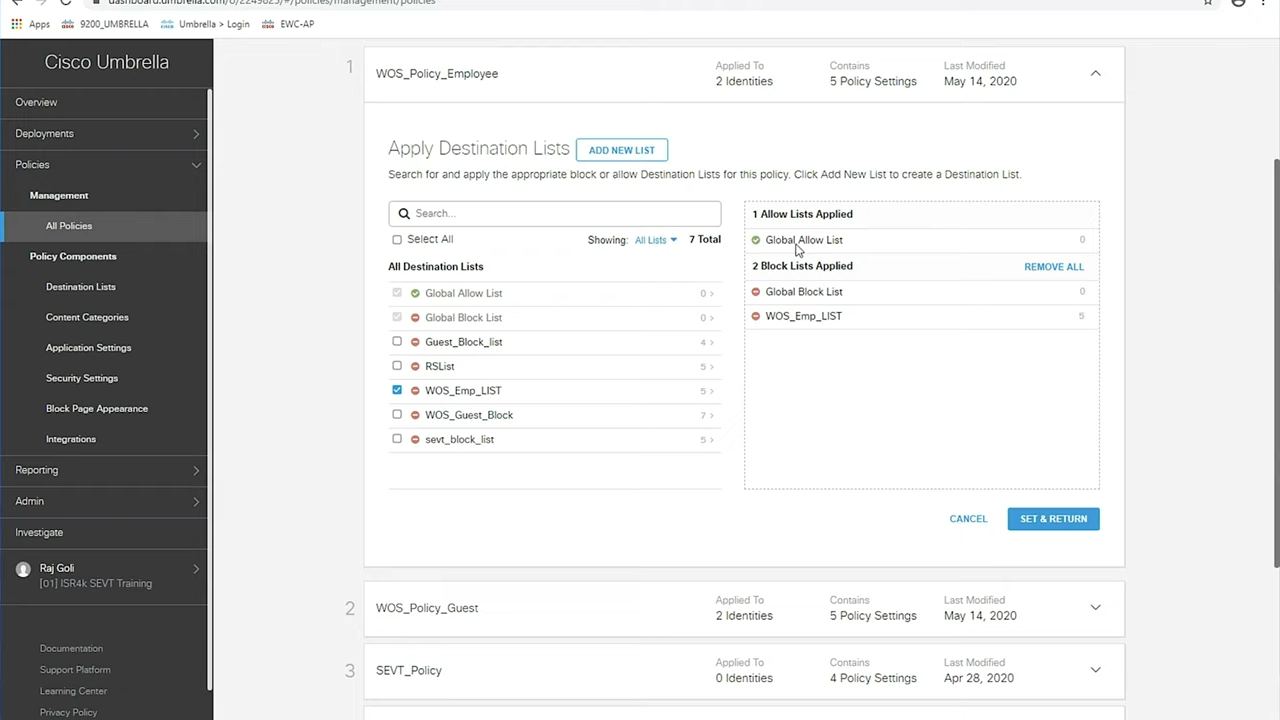 dashboard.umbrella.com/o/2249825/#/policies/management/policies
Apps 9200_UMBRELLA Umbrella > Login EWC-AP
Cisco Umbrella
Overview
Deployments
Policies
Management
All Policies
Policy Components
Destination Lists
Content Categories
Application Settings
Security Settings
Block Page Appearance
Integrations
Reporting
Admin
Investigate
Raj Goli
[01] ISR4k SEVT Training
Documentation
Support Platform
Learning Center
Privacy Policy
1 WOS_Policy_Employee
Applied To
2 Identities
Contains
5 Policy Settings
Last Modified
May 14, 2020
Apply Destination Lists ADD NEW LIST
Search for and apply the appropriate block or allow Destination Lists for this policy. Click Add New List to create a Destination List.
Search...
Select All Showing: All Lists 7 Total
All Destination Lists
Global Allow List 0 >
Global Block List 0 >
Guest_Block_list 4 >
RSList 5 >
WOS_Emp_LIST 5 >
WOS_Guest_Block 7 >
sevt_block_list 5 >
1 Allow Lists Applied
Global Allow List 0
2 Block Lists Applied REMOVE ALL
Global Block List 0
WOS_Emp_LIST 5
CANCEL SET & RETURN
2 WOS_Policy_Guest
Applied To
2 Identities
Contains
5 Policy Settings
Last Modified
May 14, 2020
3 SEVT_Policy
Applied To
0 Identities
Contains
4 Policy Settings
Last Modified
Apr 28, 2020